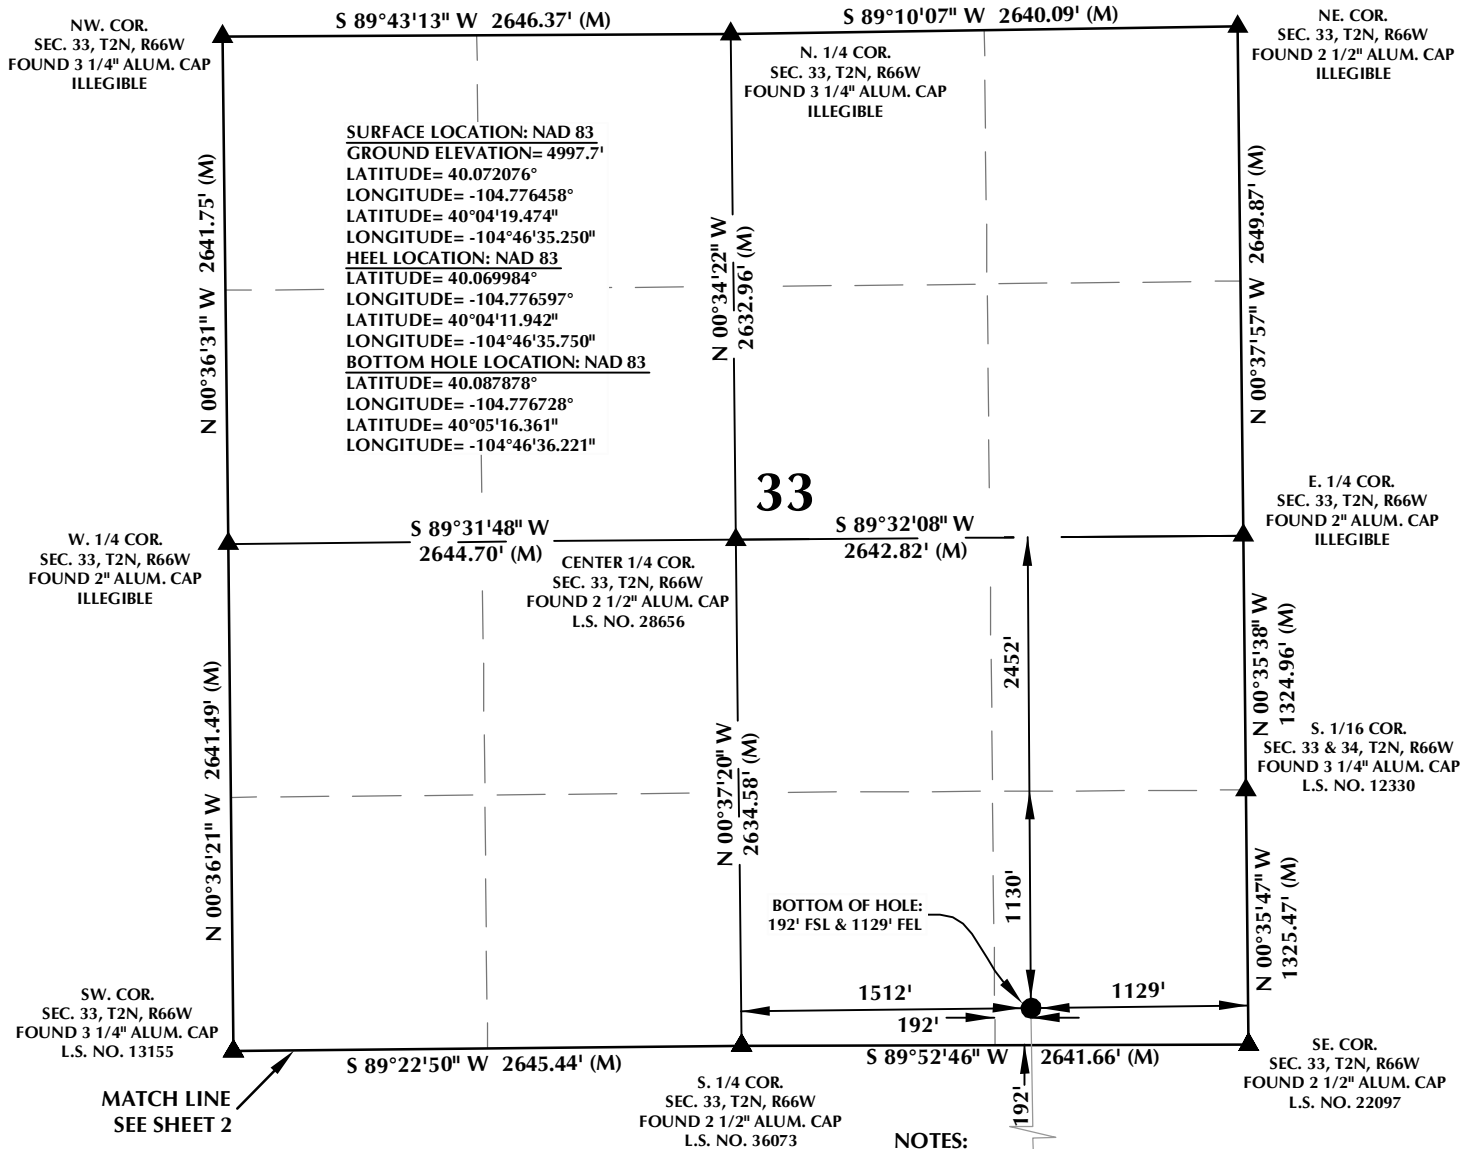 NW. COR.
SEC. 33, T2N, R66W
FOUND 3 1/4" ALUM. CAP
ILLEGIBLE
S 89°43'13" W 2646.37' (M)
N. 1/4 COR.
SEC. 33, T2N, R66W
FOUND 3 1/4" ALUM. CAP
ILLEGIBLE
S 89°10'07" W 2640.09' (M)
NE. COR.
SEC. 33, T2N, R66W
FOUND 2 1/2" ALUM. CAP
ILLEGIBLE
SURFACE LOCATION: NAD 83
GROUND ELEVATION= 4997.7'
LATITUDE= 40.072076°
LONGITUDE= -104.776458°
LATITUDE= 40°04'19.474"
LONGITUDE= -104°46'35.250"
HEEL LOCATION: NAD 83
LATITUDE= 40.069984°
LONGITUDE= -104.776597°
LATITUDE= 40°04'11.942"
LONGITUDE= -104°46'35.750"
BOTTOM HOLE LOCATION: NAD 83
LATITUDE= 40.087878°
LONGITUDE= -104.776728°
LATITUDE= 40°05'16.361"
LONGITUDE= -104°46'36.221"
N 00°36'31" W 2641.75' (M)
N 00°34'22" W
2632.96' (M)
N 00°37'57" W 2649.87' (M)
33
W. 1/4 COR.
SEC. 33, T2N, R66W
FOUND 2" ALUM. CAP
ILLEGIBLE
S 89°31'48" W
2644.70' (M)
CENTER 1/4 COR.
SEC. 33, T2N, R66W
FOUND 2 1/2" ALUM. CAP
L.S. NO. 28656
S 89°32'08" W
2642.82' (M)
E. 1/4 COR.
SEC. 33, T2N, R66W
FOUND 2" ALUM. CAP
ILLEGIBLE
N 00°36'21" W 2641.49' (M)
N 00°37'20" W
2634.58' (M)
2452'
N 00°35'38" W
1324.96' (M)
S. 1/16 COR.
SEC. 33 & 34, T2N, R66W
FOUND 3 1/4" ALUM. CAP
L.S. NO. 12330
1130'
N 00°35'47" W
1325.47' (M)
BOTTOM OF HOLE:
192' FSL & 1129' FEL
1512'
1129'
192'
SW. COR.
SEC. 33, T2N, R66W
FOUND 3 1/4" ALUM. CAP
L.S. NO. 13155
S 89°22'50" W 2645.44' (M)
S 89°52'46" W 2641.66' (M)
SE. COR.
SEC. 33, T2N, R66W
FOUND 2 1/2" ALUM. CAP
L.S. NO. 22097
MATCH LINE
SEE SHEET 2
S. 1/4 COR.
SEC. 33, T2N, R66W
FOUND 2 1/2" ALUM. CAP
L.S. NO. 36073
192'
NOTES: